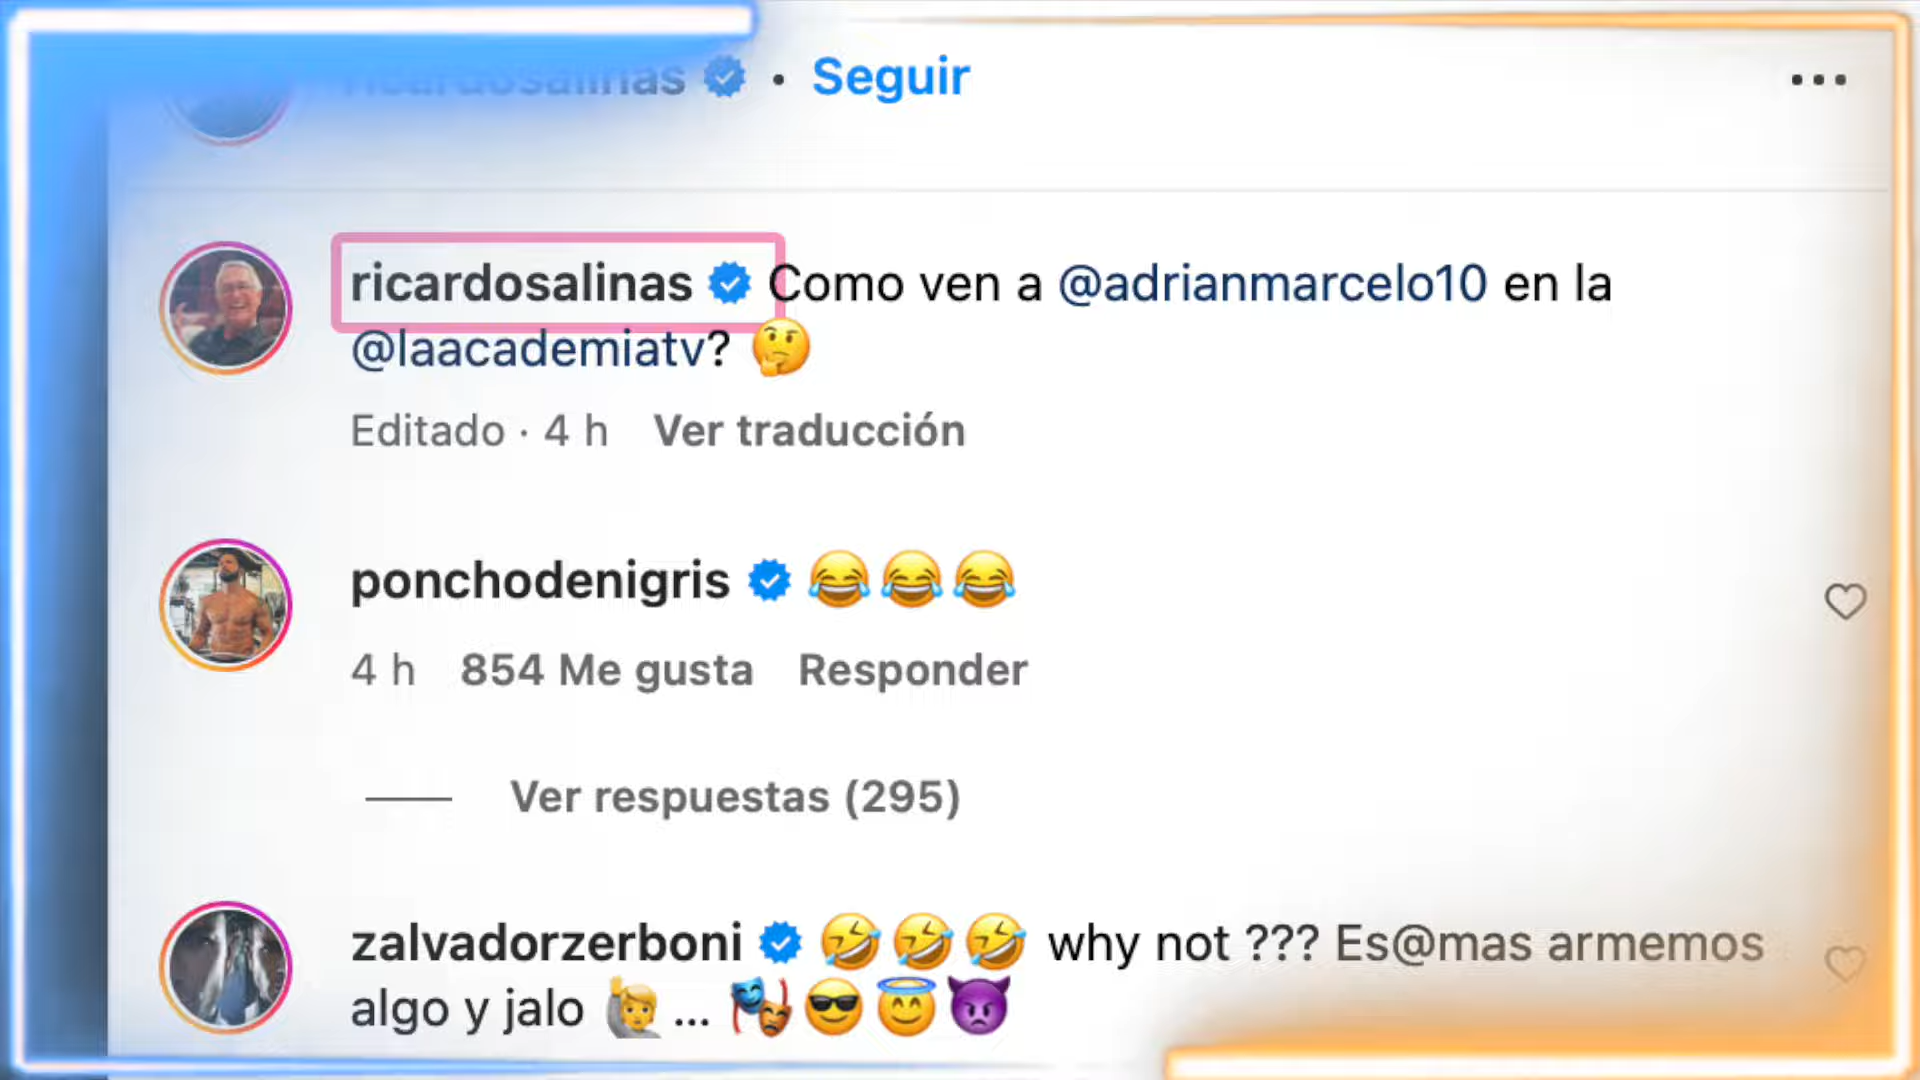 ricardosalinas • Seguir
ricardosalinas Como ven a @adrianmarcelo10 en la
@laacademiatv? 🤔
Editado · 4 h Ver traducción
ponchodenigris 😂😂😂
4 h 854 Me gusta Responder
Ver respuestas (295)
zalvadorzerboni 🤣🤣🤣 why not ??? Es@mas armemos
algo y jalo 🙋... 🎭😎😇👿